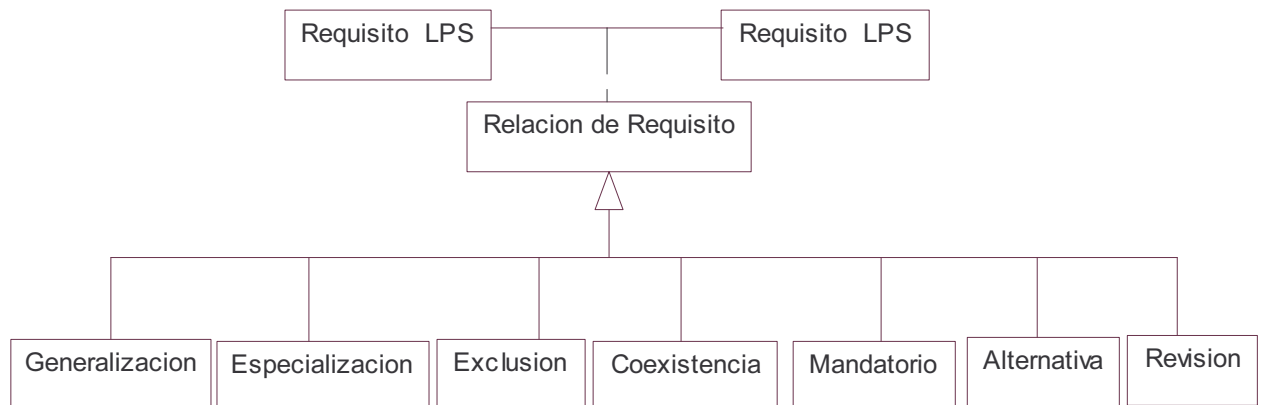 Requisito LPS
Requisito LPS
Relacion de Requisito
Generalizacion
Especializacion
Exclusion
Coexistencia
Mandatorio
Alternativa
Revision